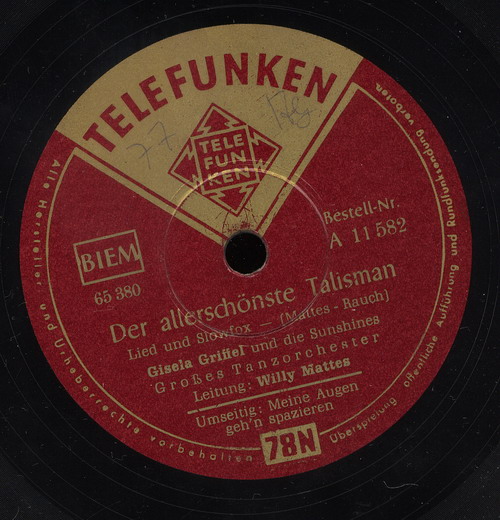 TELEFUNKEN
77
TELE
FUN
KEN
Bestell-Nr.
A 11 582
BIEM
65 380
Der allerschönste Talisman
Lied und Slowfox — (Mattes - Rauch)
Gisela Griffel und die Sunshines
Großes Tanzorchester
Leitung: Willy Mattes
Umseitig: Meine Augen
geh'n spazieren
78N
Alle Hersteller und Urheberrechte vorbehalten
Überspielung, öffentliche Aufführung und Rundfunksendung verboten.